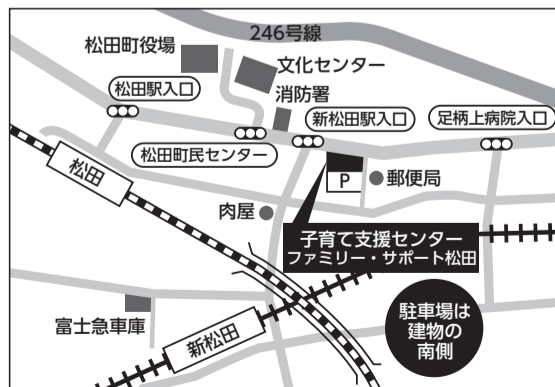 246号線
松田町役場
文化センター
消防署
松田駅入口
新松田駅入口
足柄上病院入口
松田町民センター
松田
P
郵便局
肉屋
子育て支援センター
ファミリー・サポート松田
富士急車庫
新松田
駐車場は
建物の
南側